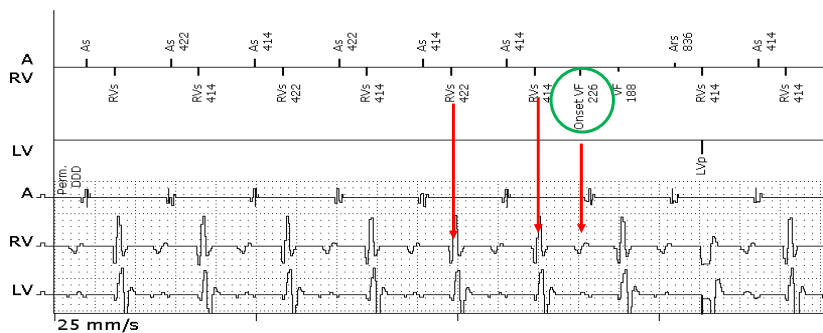 As
As 422
As 414
As 422
As 414
As 414
Ars 836
As 414
A
RV
RVs
RVs 414
RVs 422
RVs 414
RVs 422
RVs 414
Onset VF 226
VF 188
RVs 414
RVs 414
LV
LVp
Perm.
DDD
A
RV
LV
25 mm/s